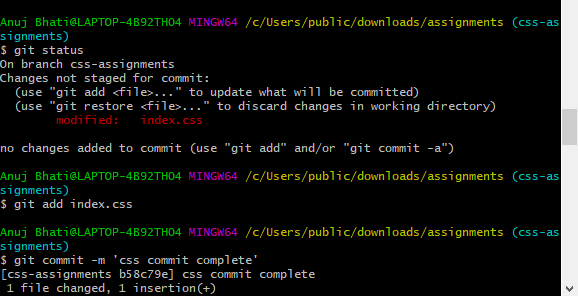 Anuj Bhati@LAPTOP-4B92TH04 MINGW64 /c/Users/public/downloads/assignments (css-as
signments)
$ git status
On branch css-assignments
Changes not staged for commit:
  (use "git add <file>..." to update what will be committed)
  (use "git restore <file>..." to discard changes in working directory)
        modified:   index.css

no changes added to commit (use "git add" and/or "git commit -a")

Anuj Bhati@LAPTOP-4B92TH04 MINGW64 /c/Users/public/downloads/assignments (css-as
signments)
$ git add index.css

Anuj Bhati@LAPTOP-4B92TH04 MINGW64 /c/Users/public/downloads/assignments (css-as
signments)
$ git commit -m 'css commit complete'
[css-assignments b58c79e] css commit complete
 1 file changed, 1 insertion(+)